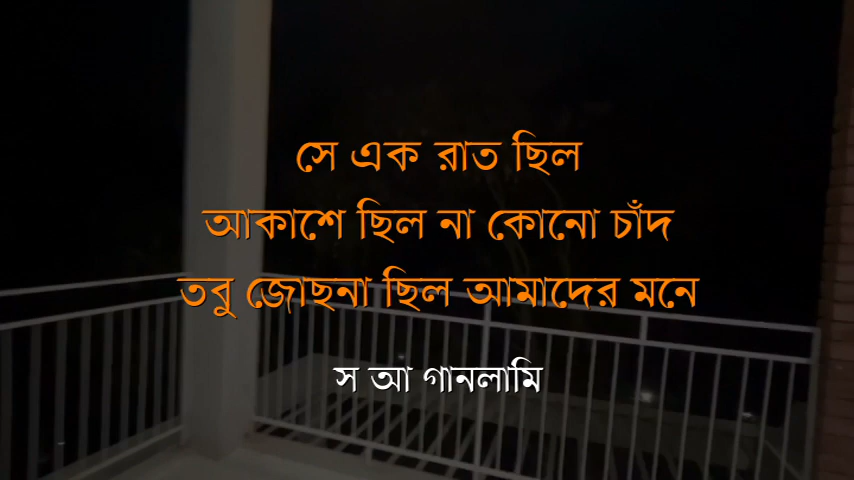 সে এক রাত ছিল
আকাশে ছিল না কোনো চাঁদ
তবু জোছনা ছিল আমাদের মনে
স আ গানলামি